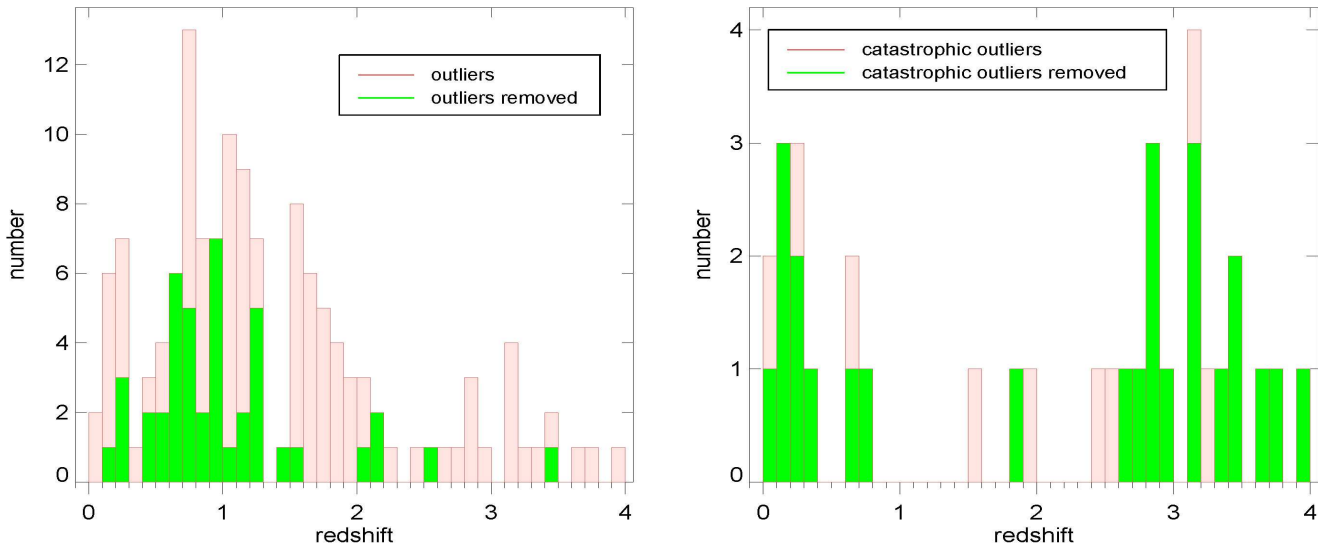 outliers
outliers removed
number
12
10
8
6
4
2
0
0 1 2 3 4
redshift
catastrophic outliers
catastrophic outliers removed
number
4
3
2
1
0
0 1 2 3 4
redshift